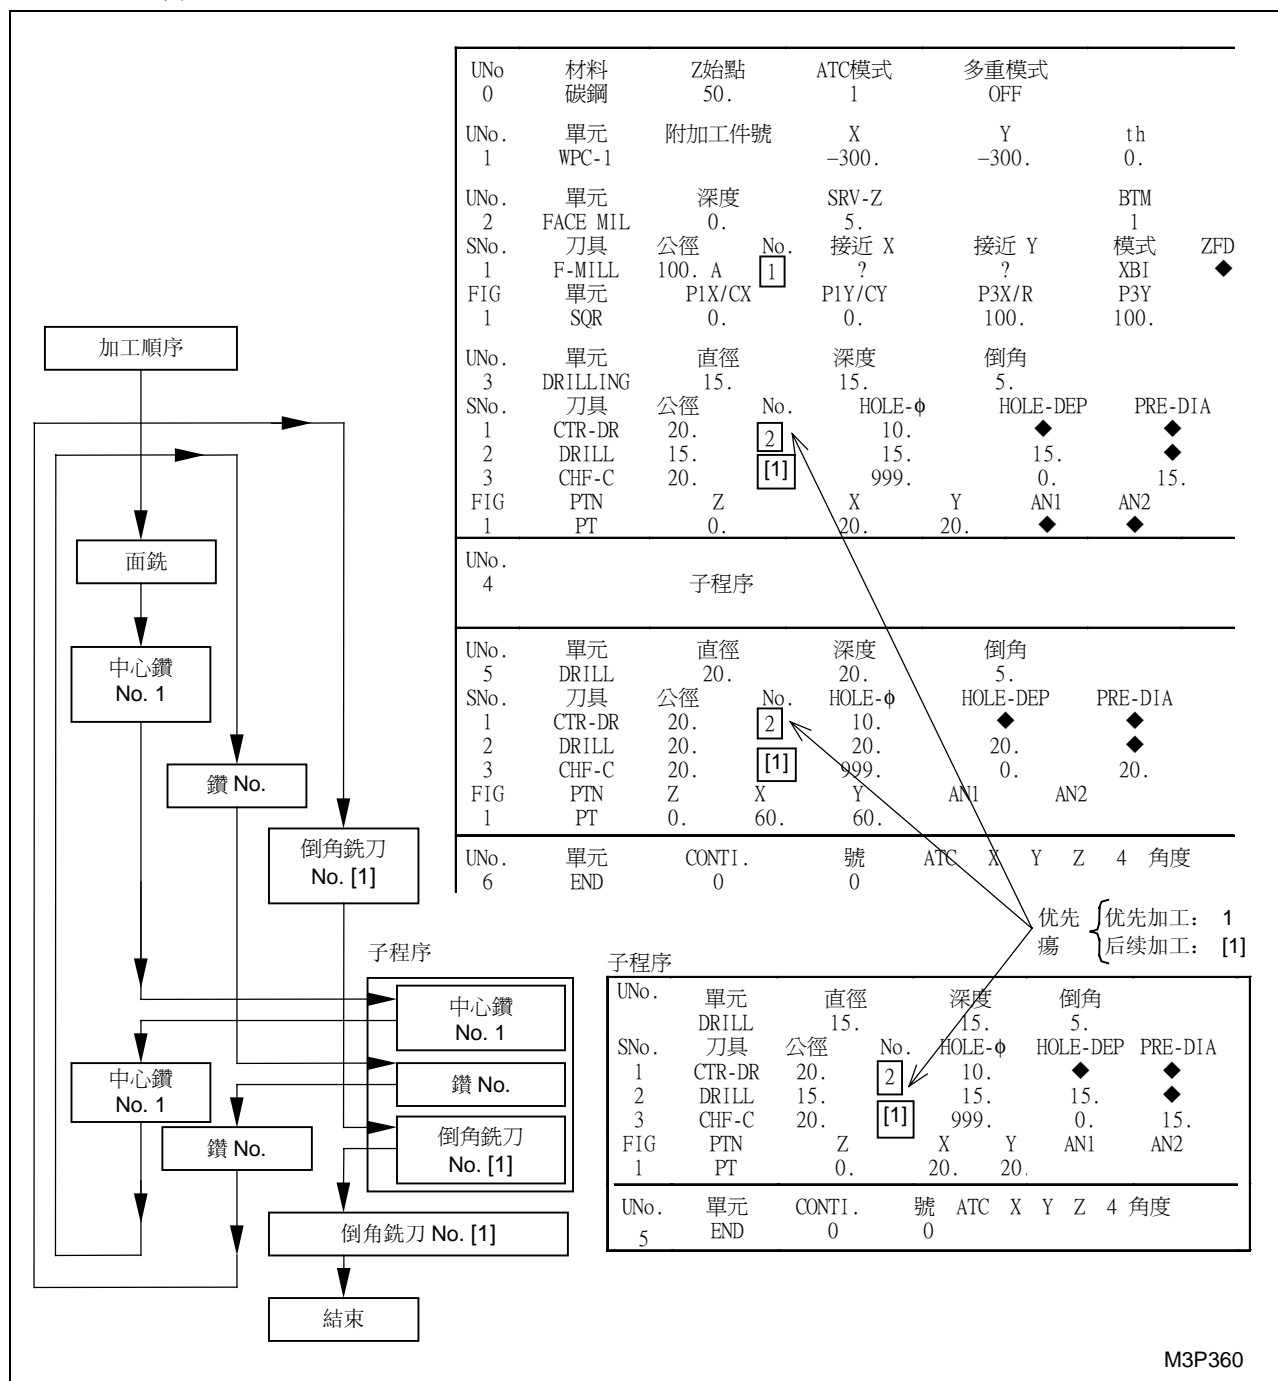 UNo 材料 Z始點 ATC模式 多重模式
0 碳鋼 50. 1 OFF
UNo. 單元 附加工件號 X Y th
1 WPC-1 −300. −300. 0.
UNo. 單元 深度 SRV-Z BTM
2 FACE MIL 0. 5. 1
SNo. 刀具 公徑 No. 接近 X 接近 Y 模式 ZFD
1 F-MILL 100. A 1 ? ? XBI ◆
FIG 單元 P1X/CX P1Y/CY P3X/R P3Y
1 SQR 0. 0. 100. 100.
UNo. 單元 直徑 深度 倒角
3 DRILLING 15. 15. 5.
SNo. 刀具 公徑 No. HOLE-φ HOLE-DEP PRE-DIA
1 CTR-DR 20. 2 10. ◆ ◆
2 DRILL 15. 15. 15. ◆
3 CHF-C 20. [1] 999. 0. 15.
FIG PTN Z X Y AN1 AN2
1 PT 0. 20. 20. ◆ ◆
UNo.
4 子程序
UNo. 單元 直徑 深度 倒角
5 DRILL 20. 20. 5.
SNo. 刀具 公徑 No. HOLE-φ HOLE-DEP PRE-DIA
1 CTR-DR 20. 2 10. ◆ ◆
2 DRILL 20. 20. 20. ◆
3 CHF-C 20. [1] 999. 0. 20.
FIG PTN Z X Y AN1 AN2
1 PT 0. 60. 60.
UNo. 單元 CONTI. 號 ATC X Y Z 4 角度
6 END 0 0
优先 优先加工： 1
瘍 后续加工： [1]
加工順序
面銑
中心鑽
No. 1
鑽 No.
倒角銑刀
No. [1]
子程序
中心鑽
No. 1
鑽 No.
倒角銑刀
No. [1]
中心鑽
No. 1
鑽 No.
倒角銑刀 No. [1]
結束
子程序
UNo. 單元 直徑 深度 倒角
DRILL 15. 15. 5.
SNo. 刀具 公徑 No. HOLE-φ HOLE-DEP PRE-DIA
1 CTR-DR 20. 2 10. ◆ ◆
2 DRILL 15. 15. 15. ◆
3 CHF-C 20. [1] 999. 0. 15.
FIG PTN Z X Y AN1 AN2
1 PT 0. 20. 20.
UNo. 單元 CONTI. 號 ATC X Y Z 4 角度
5 END 0 0
M3P360